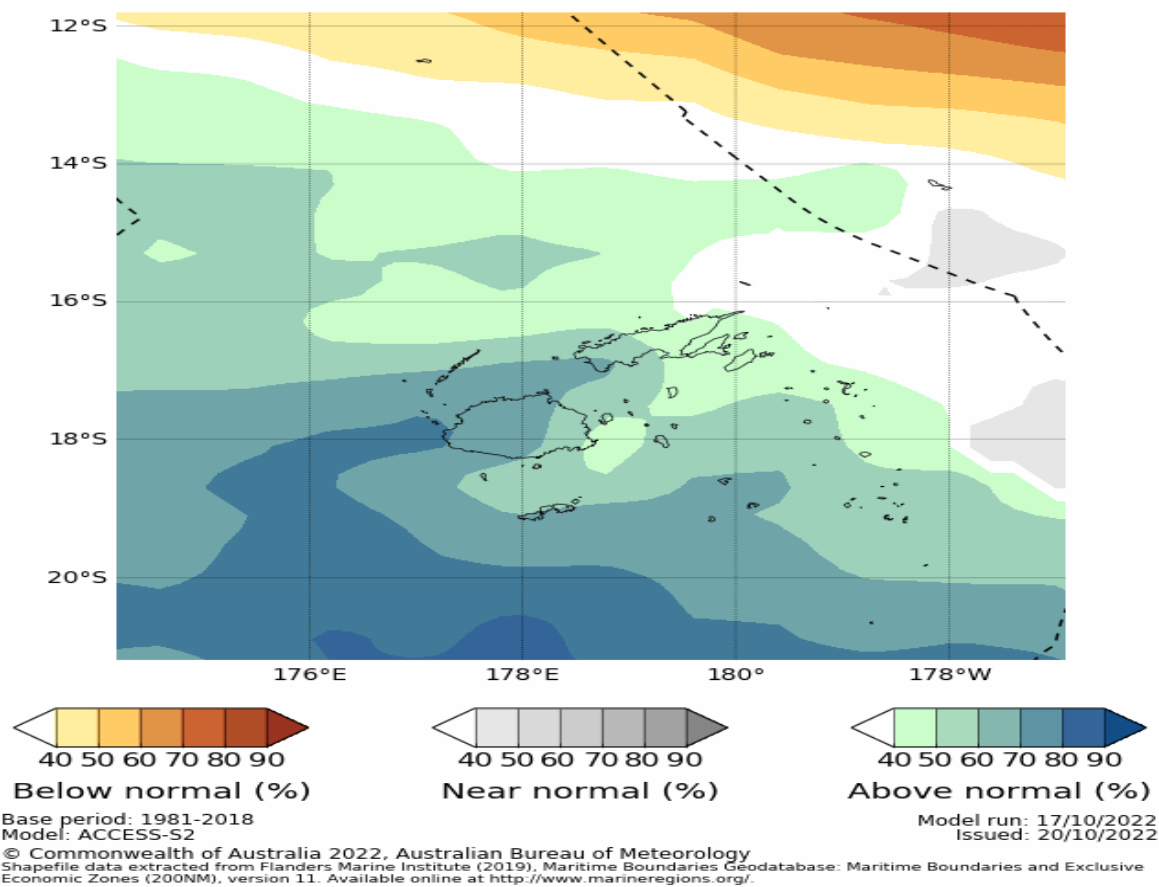 12°S
14°S
16°S
18°S
20°S
176°E 178°E 180° 178°W
40 50 60 70 80 90 40 50 60 70 80 90 40 50 60 70 80 90
Below normal (%) Near normal (%) Above normal (%)
Base period: 1981-2018 Model run: 17/10/2022
Model: ACCESS-S2 Issued: 20/10/2022
© Commonwealth of Australia 2022, Australian Bureau of Meteorology
Shapefile data extracted from Flanders Marine Institute (2019), Maritime Boundaries Geodatabase: Maritime Boundaries and Exclusive
Economic Zones (200NM), version 11. Available online at http://www.marineregions.org/.